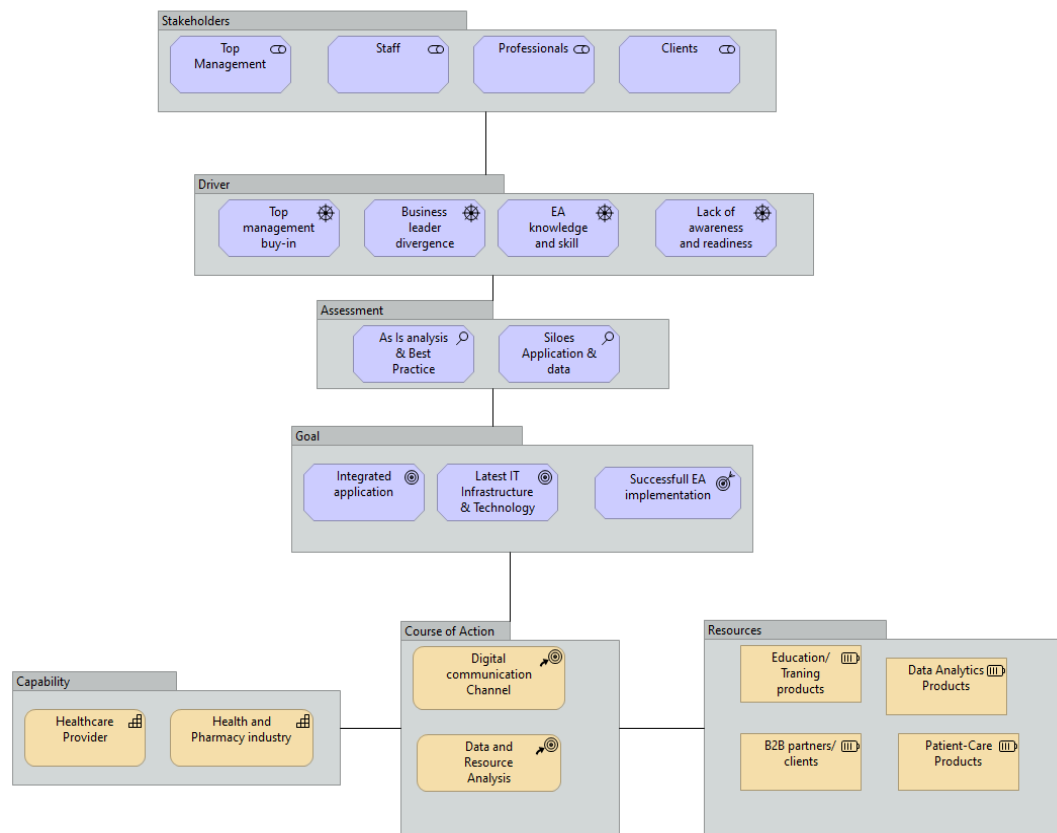 Stakeholders
Top
Management
Staff
Professionals
Clients
Driver
Top
management
buy-in
Business
leader
divergence
EA
knowledge
and skill
Lack of
awareness
and readiness
Assessment
As Is analysis
& Best
Practice
Siloes
Application &
data
Goal
Integrated
application
Latest IT
Infrastructure
& Technology
Successfull EA
implementation
Course of Action
Digital
communication
Channel
Data and
Resource
Analysis
Capability
Healthcare
Provider
Health and
Pharmacy industry
Resources
Education/
Traning
products
Data Analytics
Products
B2B partners/
clients
Patient-Care
Products